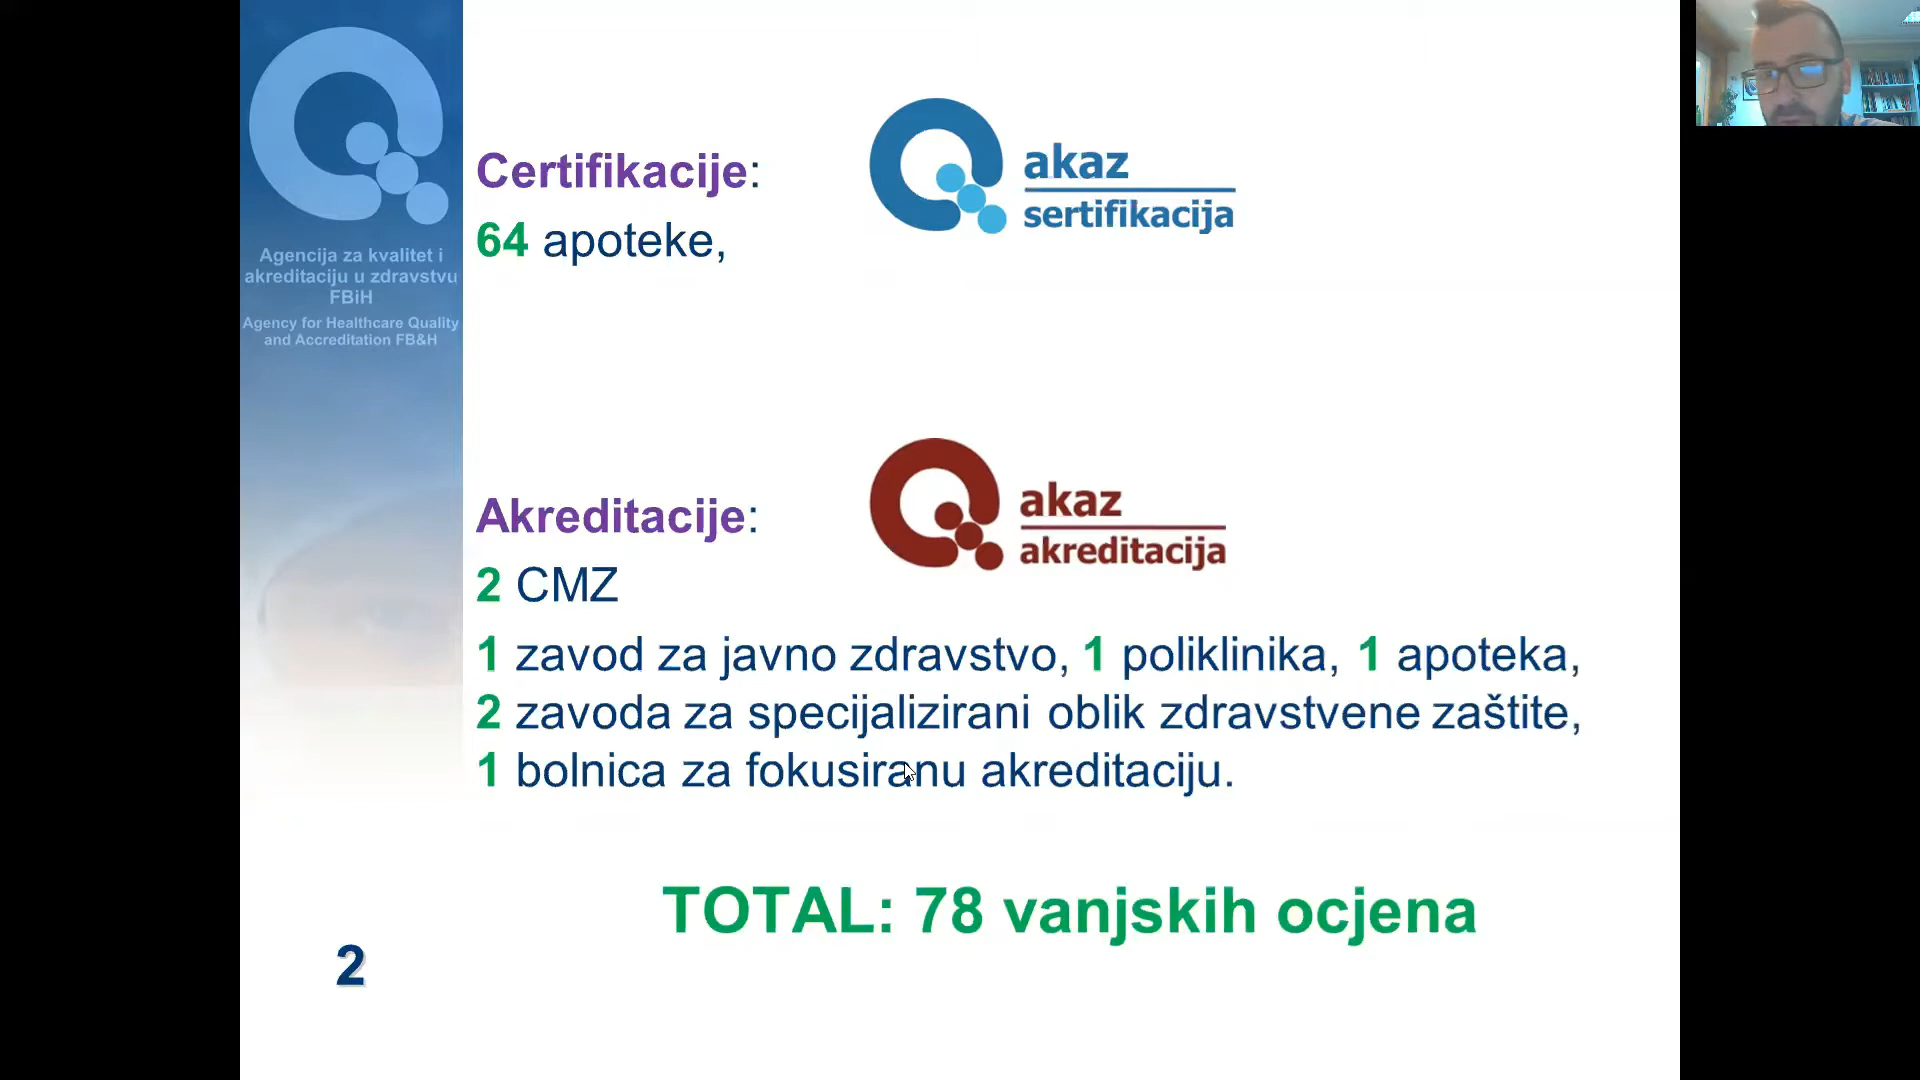 Agencija za kvalitet i
akreditaciju u zdravstvu
FBiH
Agency for Healthcare Quality
and Accreditation FB&H
Certifikacije:
akaz
sertifikacija
64 apoteke,
Akreditacije:
akaz
akreditacija
2 CMZ
1 zavod za javno zdravstvo, 1 poliklinika, 1 apoteka,
2 zavoda za specijalizirani oblik zdravstvene zaštite,
1 bolnica za fokusiranu akreditaciju.
TOTAL: 78 vanjskih ocjena
2